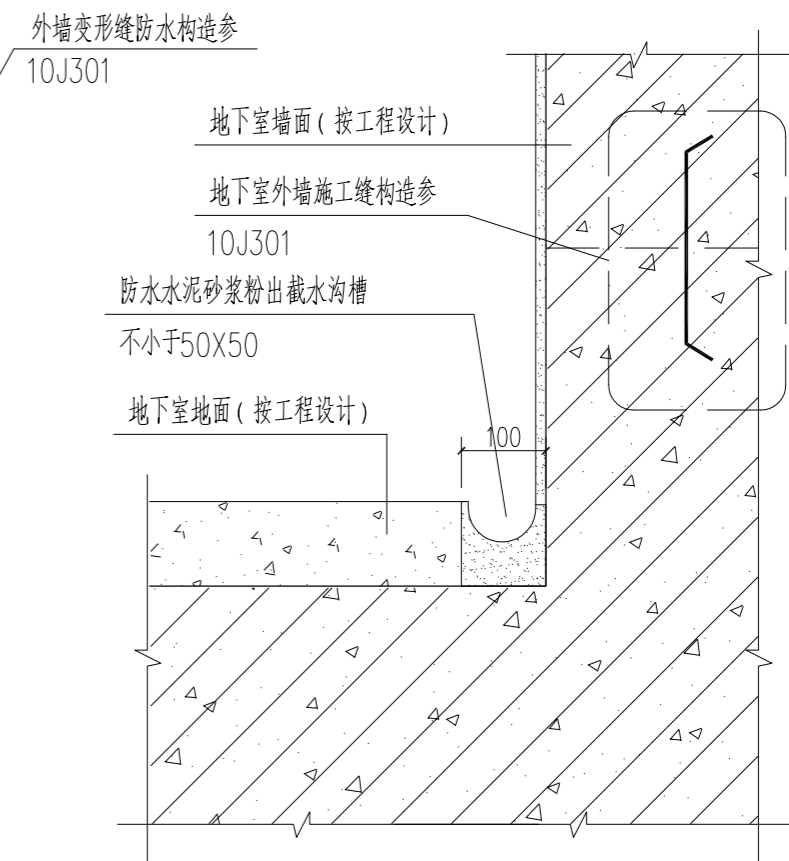 外墙变形缝防水构造参
10J301
地下室墙面(按工程设计)
地下室外墙施工缝构造参
10J301
防水水泥砂浆粉出截水沟槽
不小于50X50
地下室地面(按工程设计)
100